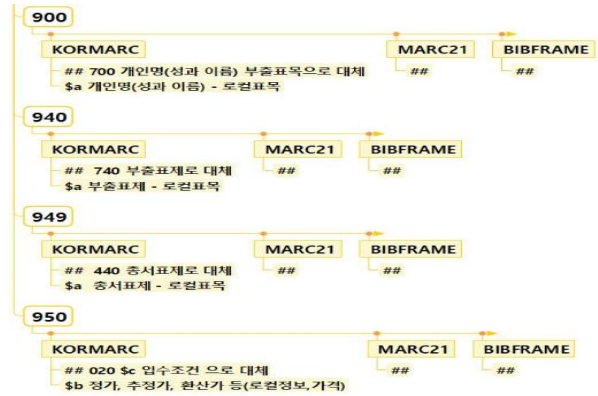 900
KORMARC MARC21 BIBFRAME
## 700 개인명(성과 이름) 부출표목으로 대체 ## ##
$a 개인명(성과 이름) - 로컬표목
940
KORMARC MARC21 BIBFRAME
## 740 부출표제로 대체 ## ##
$a 부출표제 - 로컬표목
949
KORMARC MARC21 BIBFRAME
## 440 총서표제로 대체 ## ##
$a 총서표제 - 로컬표목
950
KORMARC MARC21 BIBFRAME
## 020 $c 입수조건 으로 대체 ## ##
$b 정가, 추정가, 환산가 등(로컬정보,가격)